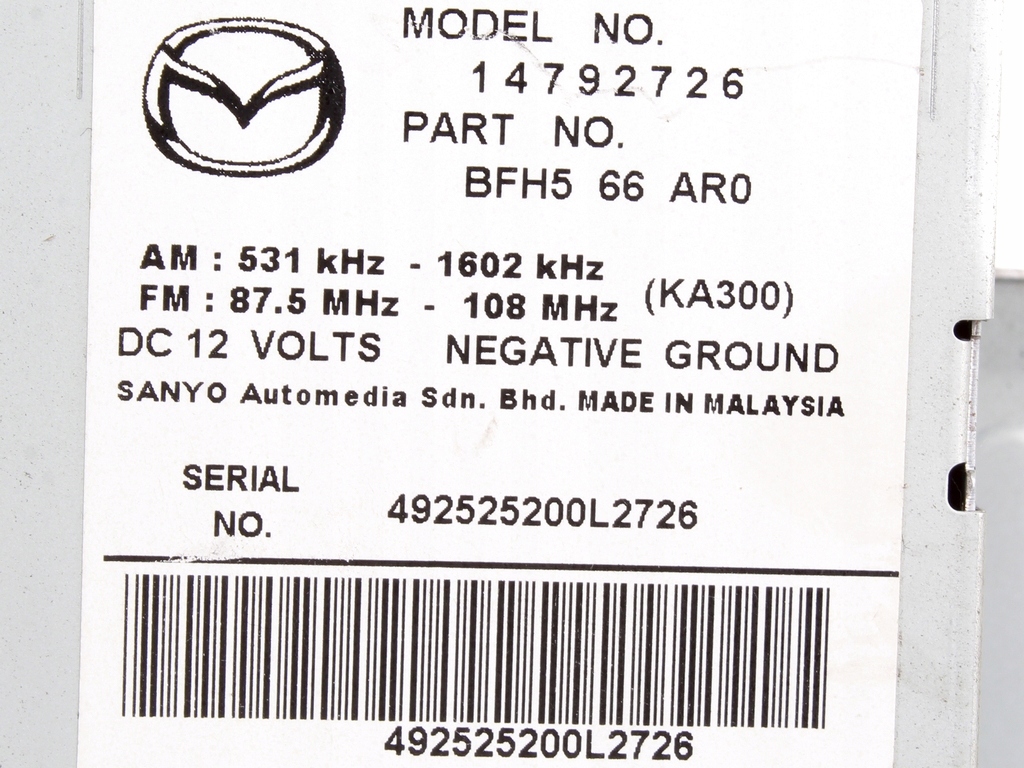 MODEL NO.
14792726
PART NO.
BFH5 66 AR0
AM : 531 kHz - 1602 kHz
FM : 87.5 MHz - 108 MHz (KA300)
DC 12 VOLTS NEGATIVE GROUND
SANYO Automedia Sdn. Bhd. MADE IN MALAYSIA
SERIAL
NO. 492525200L2726
492525200L2726